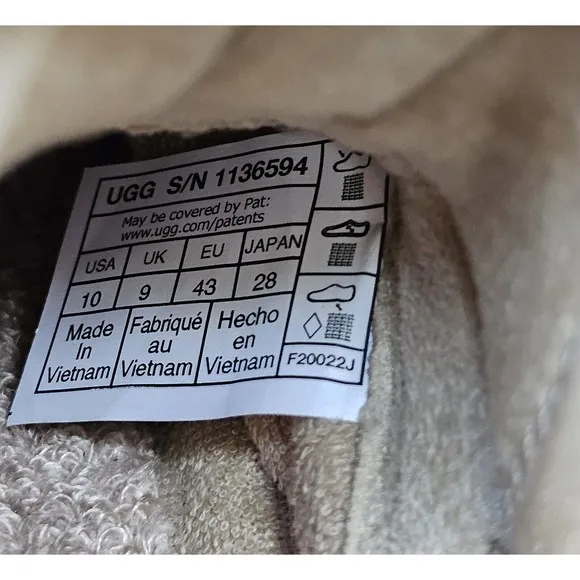 UGG S/N 1136594
May be covered by Pat:
www.ugg.com/patents
USA UK EU JAPAN
10 9 43 28
Made In Vietnam
Fabriqué au Vietnam
Hecho en Vietnam
F20022J